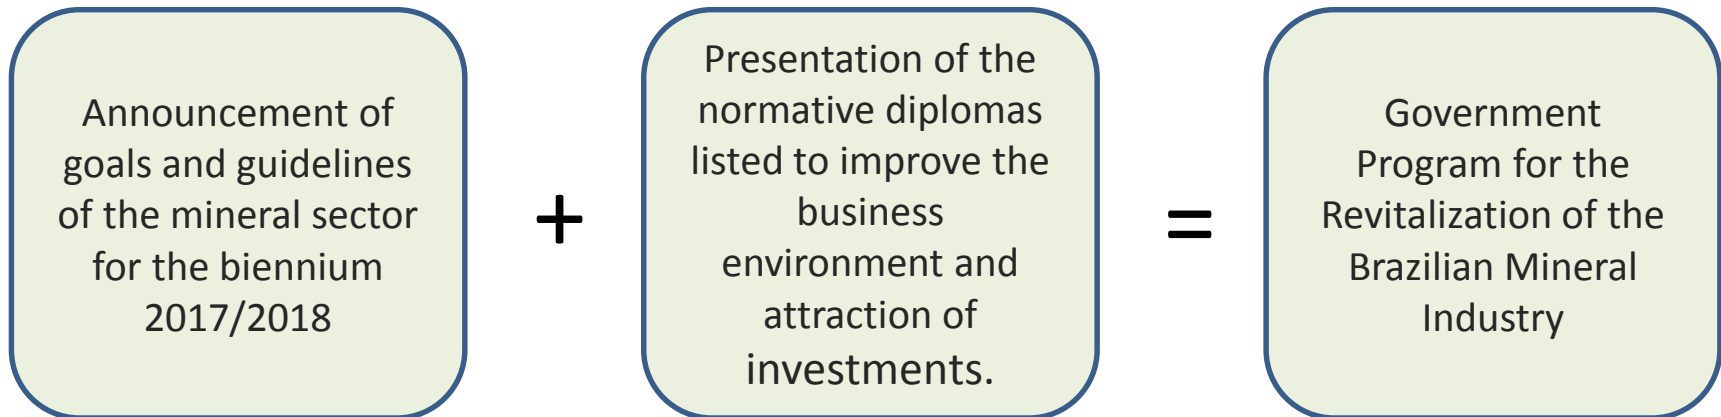 Announcement of
goals and guidelines
of the mineral sector
for the biennium
2017/2018
+
Presentation of the
normative diplomas
listed to improve the
business
environment and
attraction of
investments.
=
Government
Program for the
Revitalization of the
Brazilian Mineral
Industry